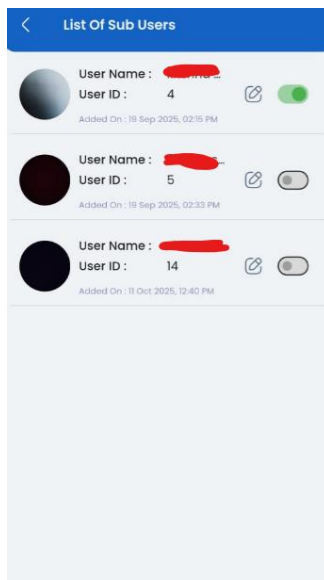 List Of Sub Users
User Name :
User ID : 4
Added On : 19 Sep 2025, 02:15 PM
User Name :
User ID : 5
Added On : 19 Sep 2025, 02:33 PM
User Name :
User ID : 14
Added On : 11 Oct 2025, 12:40 PM